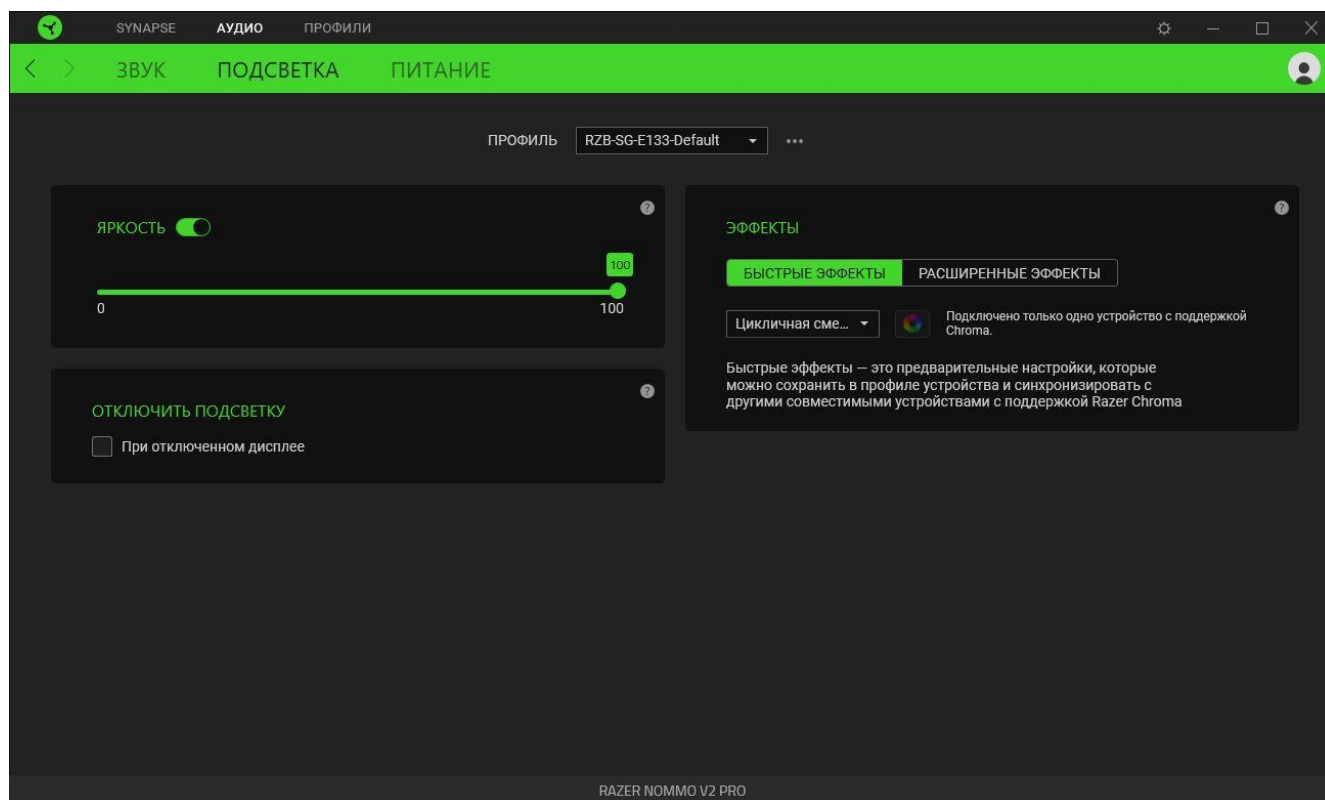 SYNAPSE АУДИО ПРОФИЛИ
ЗВУК ПОДСВЕТКА ПИТАНИЕ
ПРОФИЛЬ RZB-SG-E133-Default
ЯРКОСТЬ
100
0 100
ОТКЛЮЧИТЬ ПОДСВЕТКУ
При отключенном дисплее
ЭФФЕКТЫ
БЫСТРЫЕ ЭФФЕКТЫ РАСШИРЕННЫЕ ЭФФЕКТЫ
Цикличная сме... Подключено только одно устройство с поддержкой
Chroma.
Быстрые эффекты — это предварительные настройки, которые
можно сохранить в профиле устройства и синхронизировать с
другими совместимыми устройствами с поддержкой Razer Chroma
RAZER NOMMO V2 PRO